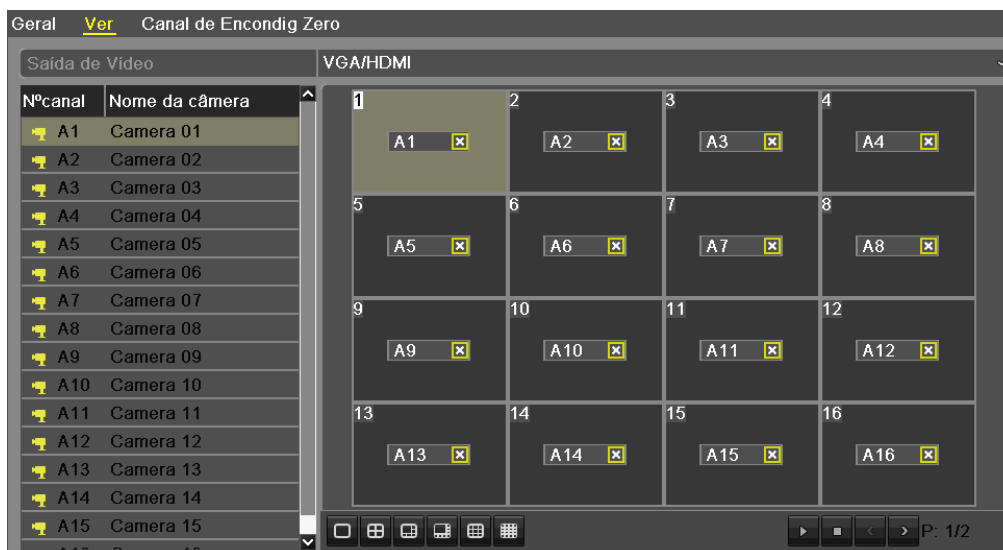 Geral Ver Canal de Encondig Zero
Saída de Vídeo VGA/HDMI
Nºcanal Nome da câmera
A1 Camera 01
A2 Camera 02
A3 Camera 03
A4 Camera 04
A5 Camera 05
A6 Camera 06
A7 Camera 07
A8 Camera 08
A9 Camera 09
A10 Camera 10
A11 Camera 11
A12 Camera 12
A13 Camera 13
A14 Camera 14
A15 Camera 15
1 2 3 4
A1 A2 A3 A4
5 6 7 8
A5 A6 A7 A8
9 10 11 12
A9 A10 A11 A12
13 14 15 16
A13 A14 A15 A16
P: 1/2